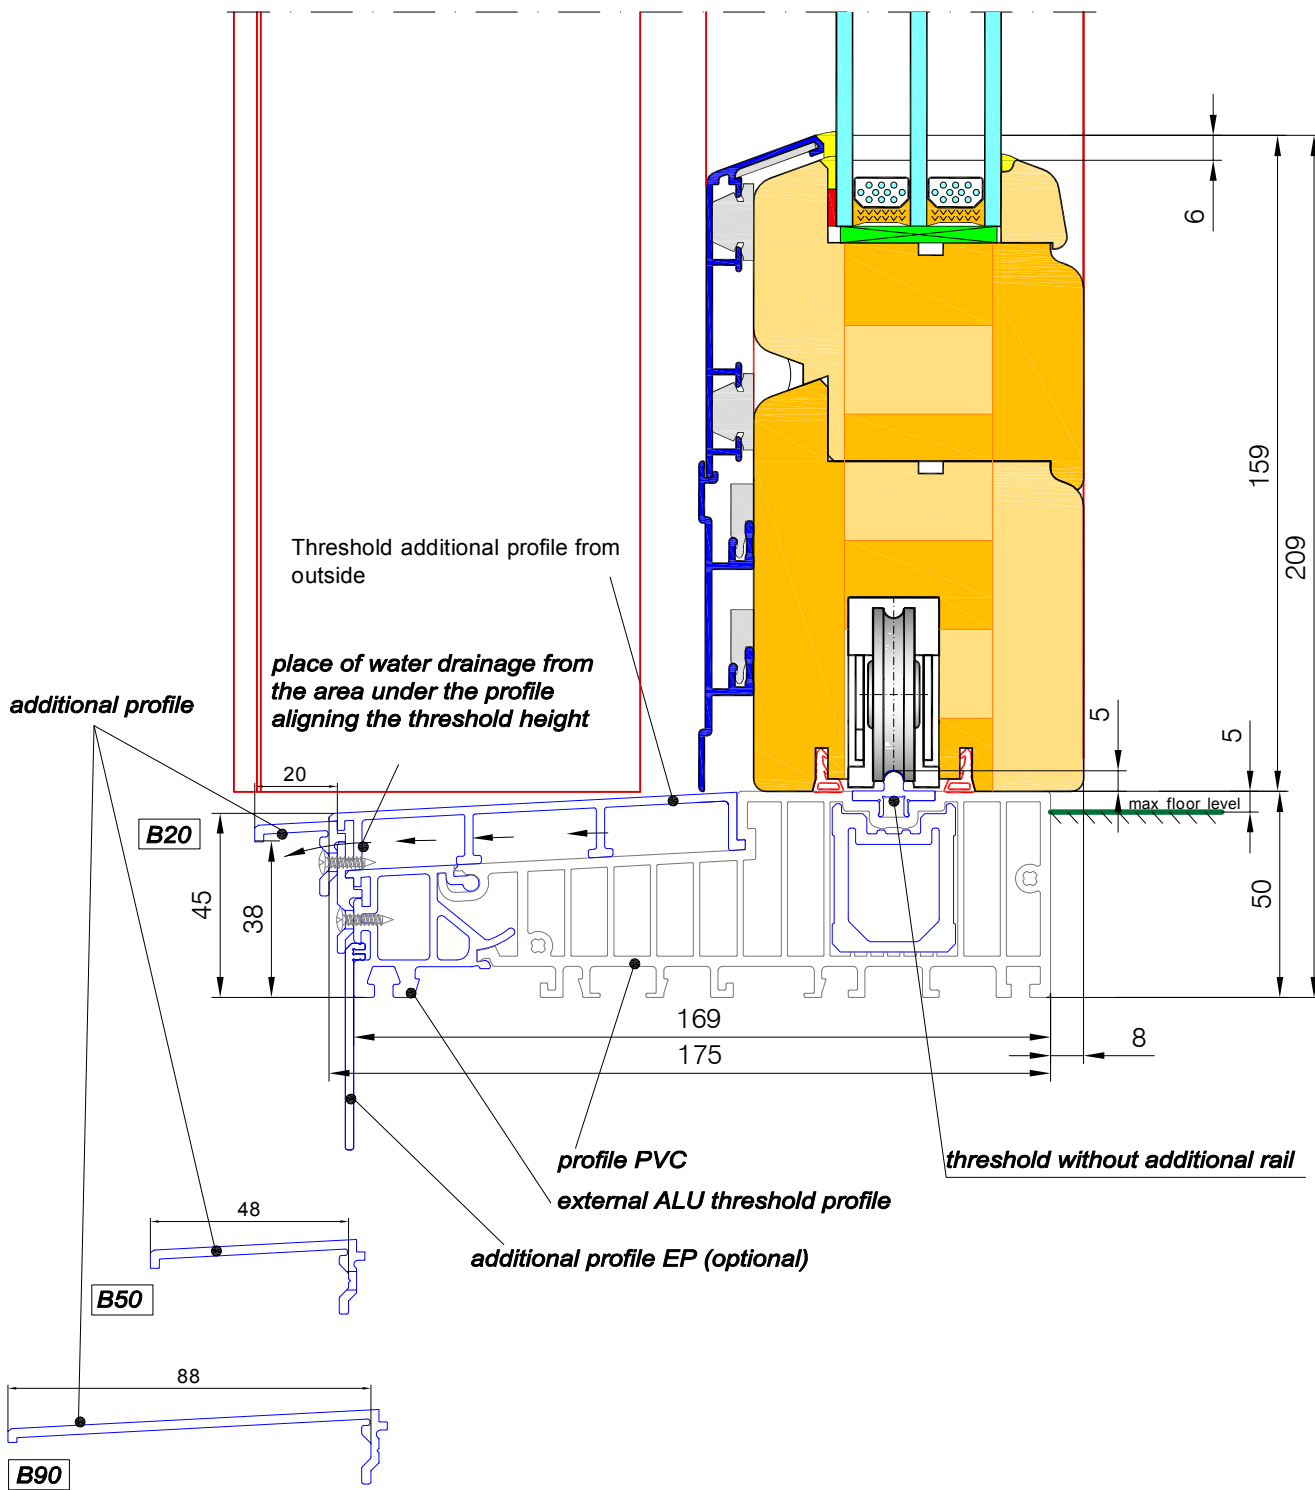 6
159
209
Threshold additional profile from
outside
place of water drainage from
the area under the profile
aligning the threshold height
additional profile
5
5
20
max floor level
B20
45
38
50
169
175
8
profile PVC
threshold without additional rail
external ALU threshold profile
48
additional profile EP (optional)
B50
88
B90